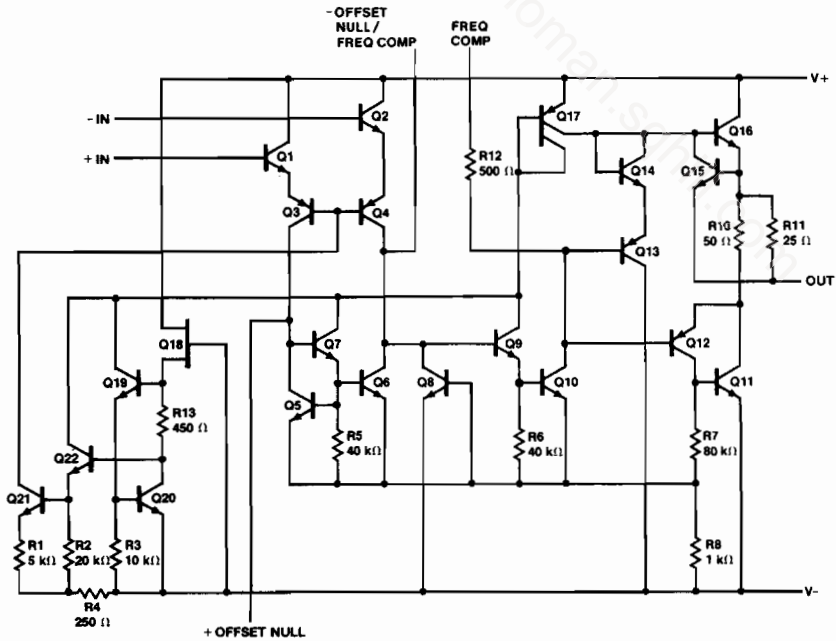 -OFFSET
NULL/
FREQ COMP
FREQ
COMP
V+
-IN
Q2
Q17
Q16
+IN
Q1
R12
500 Ω
Q14
Q15
Q3
Q4
R10
50 Ω
R11
25 Ω
Q13
OUT
Q18
Q7
Q9
Q12
Q19
Q5
Q6
Q8
Q10
Q11
R13
450 Ω
R5
40 kΩ
R6
40 kΩ
R7
80 kΩ
Q22
Q21
Q20
R1
5 kΩ
R2
20 kΩ
R3
10 kΩ
R8
1 kΩ
R4
250 Ω
V-
+OFFSET NULL